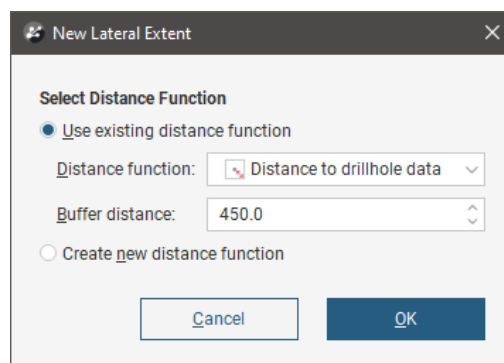 New Lateral Extent
Select Distance Function
Use existing distance function
Distance function: Distance to drillhole data
Buffer distance: 450.0
Create new distance function
Cancel OK